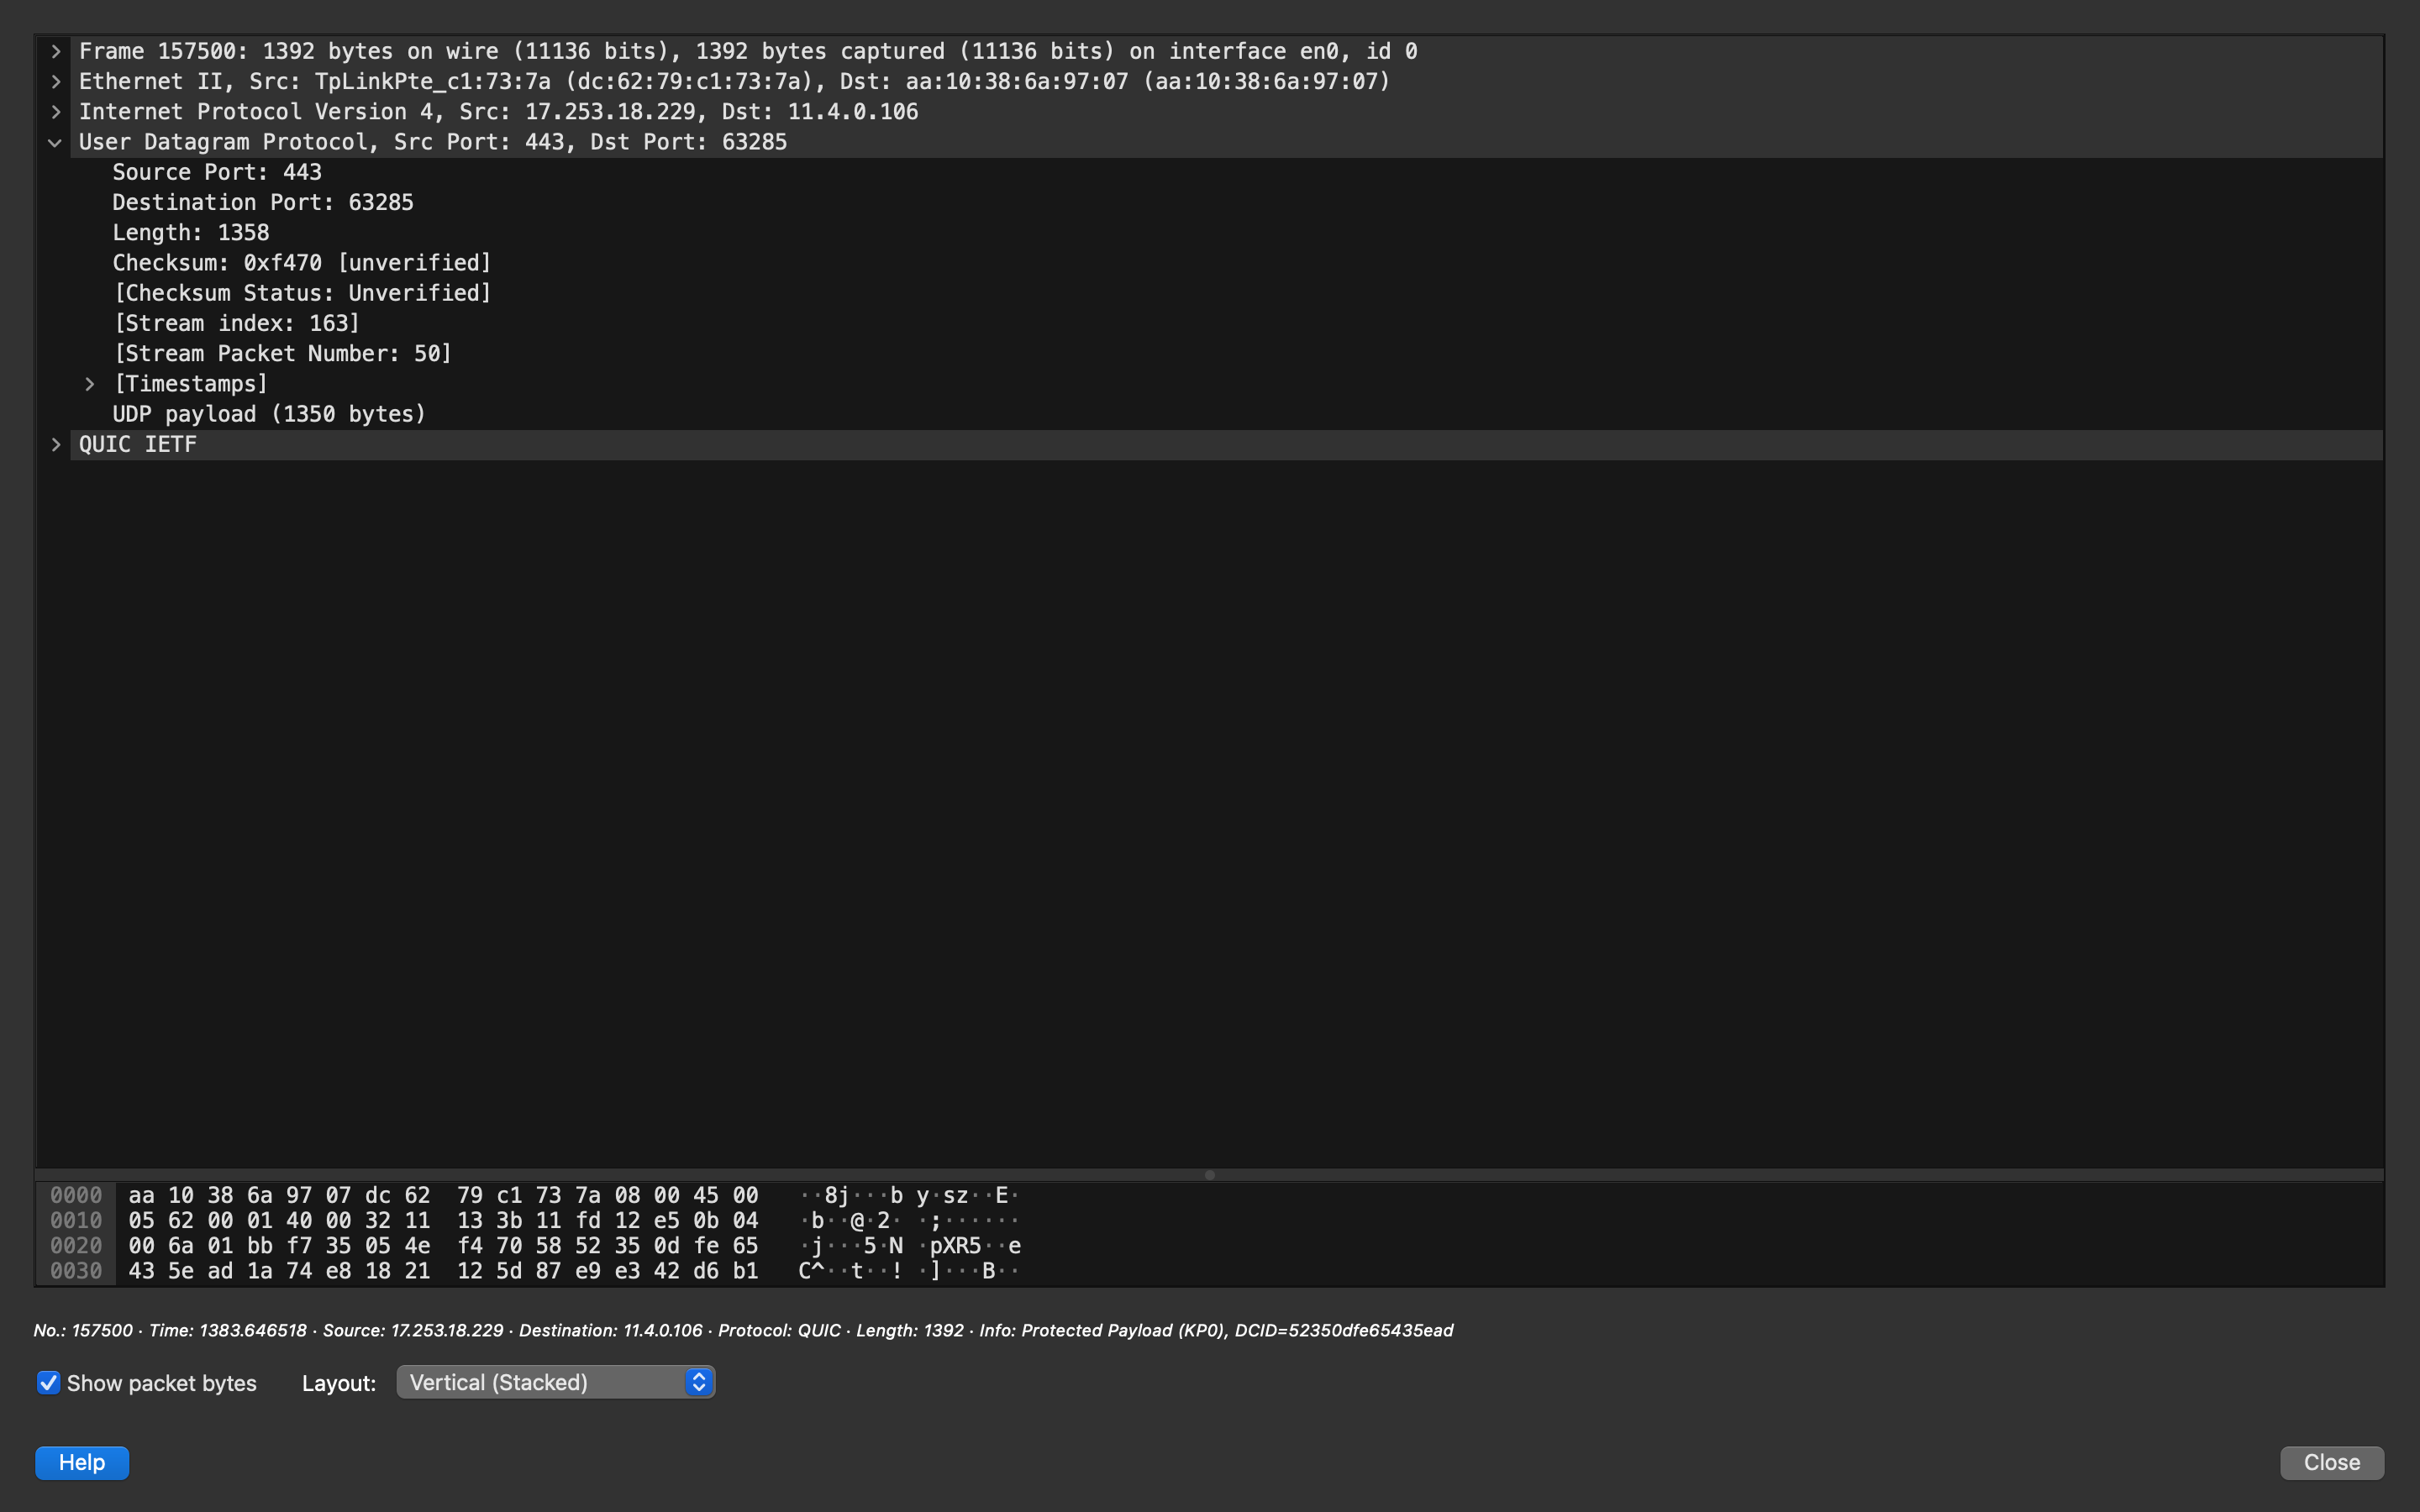 Frame 157500: 1392 bytes on wire (11136 bits), 1392 bytes captured (11136 bits) on interface en0, id 0
Ethernet II, Src: TpLinkPte_c1:73:7a (dc:62:79:c1:73:7a), Dst: aa:10:38:6a:97:07 (aa:10:38:6a:97:07)
Internet Protocol Version 4, Src: 17.253.18.229, Dst: 11.4.0.106
User Datagram Protocol, Src Port: 443, Dst Port: 63285
Source Port: 443
Destination Port: 63285
Length: 1358
Checksum: 0xf470 [unverified]
[Checksum Status: Unverified]
[Stream index: 163]
[Stream Packet Number: 50]
[Timestamps]
UDP payload (1350 bytes)
QUIC IETF
0000 aa 10 38 6a 97 07 dc 62 79 c1 73 7a 08 00 45 00 ··8j···b y·sz··E·
0010 05 62 00 01 40 00 32 11 13 3b 11 fd 12 e5 0b 04 ·b··@·2· ·;······
0020 00 6a 01 bb f7 35 05 4e f4 70 58 52 35 0d fe 65 ·j···5·N ·pXR5··e
0030 43 5e ad 1a 74 e8 18 21 12 5d 87 e9 e3 42 d6 b1 C^··t··! ·]···B··
No.: 157500 · Time: 1383.646518 · Source: 17.253.18.229 · Destination: 11.4.0.106 · Protocol: QUIC · Length: 1392 · Info: Protected Payload (KP0), DCID=52350dfe65435ead
Show packet bytes Layout: Vertical (Stacked)
Help Close